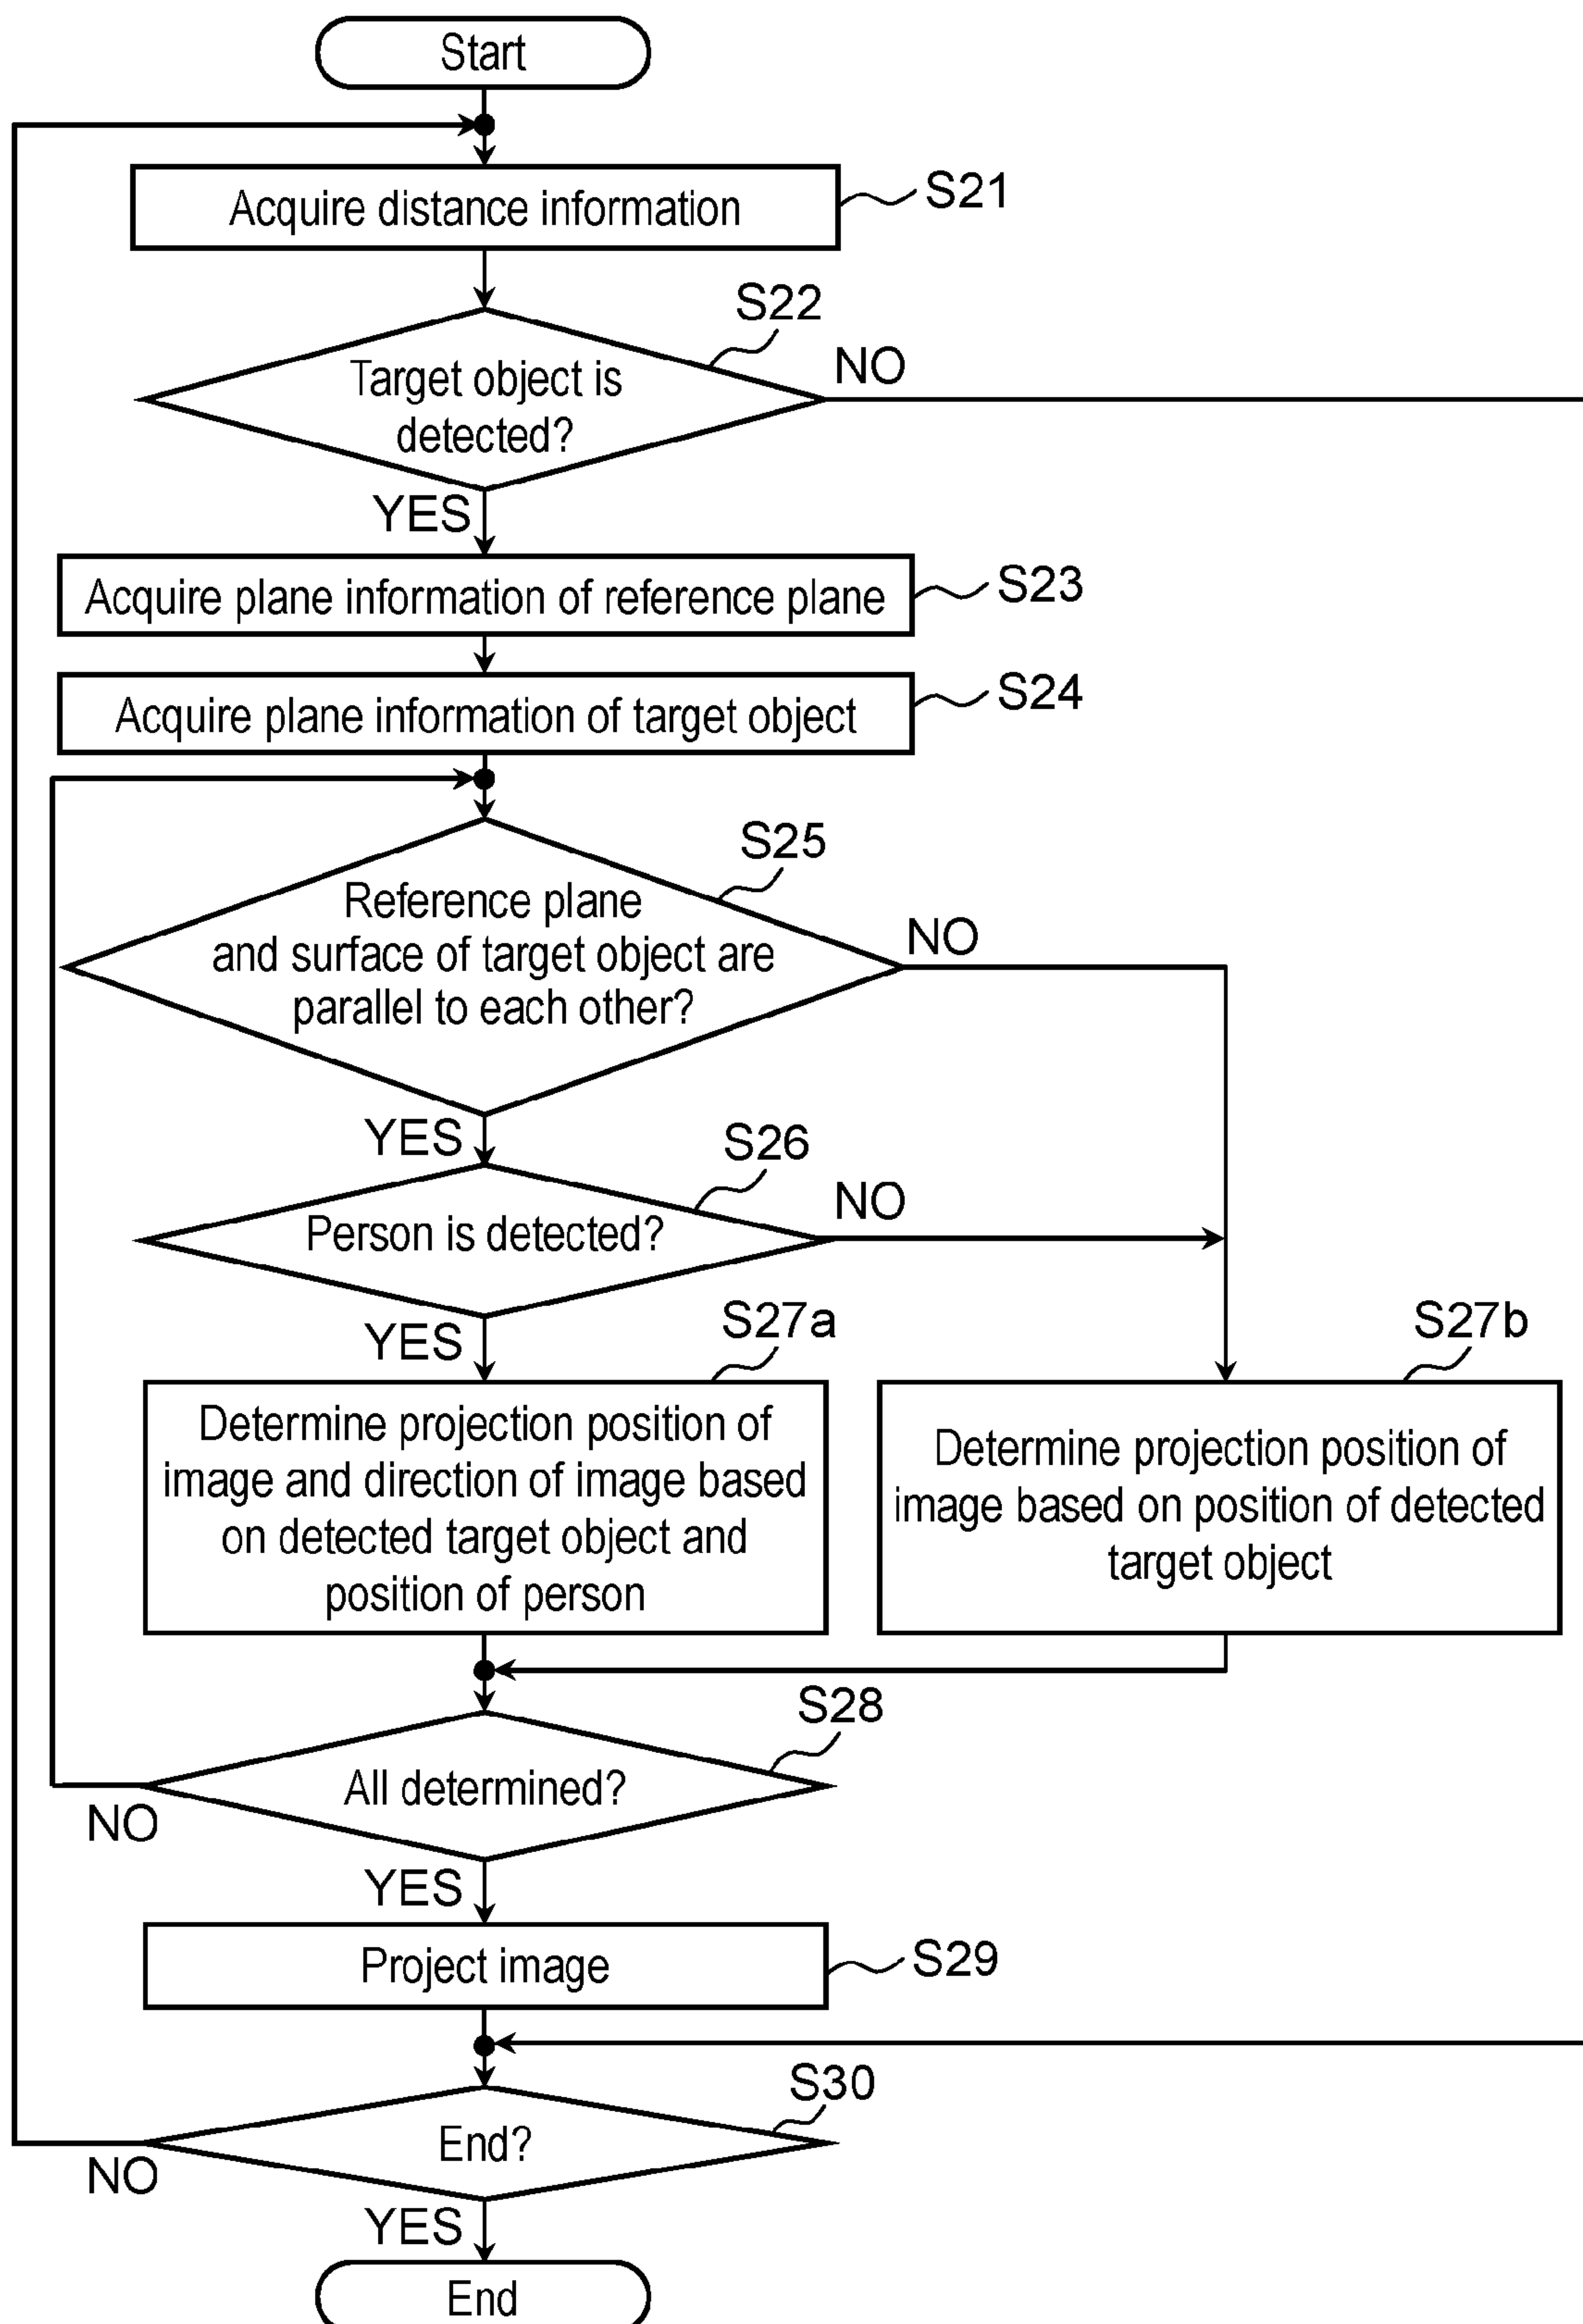 Start
Acquire distance information
S21
S22
Target object is
detected?
NO
YES
Acquire plane information of reference plane
S23
Acquire plane information of target object
S24
S25
Reference plane
and surface of target object are
parallel to each other?
NO
YES
S26
Person is detected?
NO
YES
S27a
Determine projection position of
image and direction of image based
on detected target object and
position of person
S27b
Determine projection position of
image based on position of detected
target object
S28
All determined?
NO
YES
Project image
S29
S30
End?
NO
YES
End